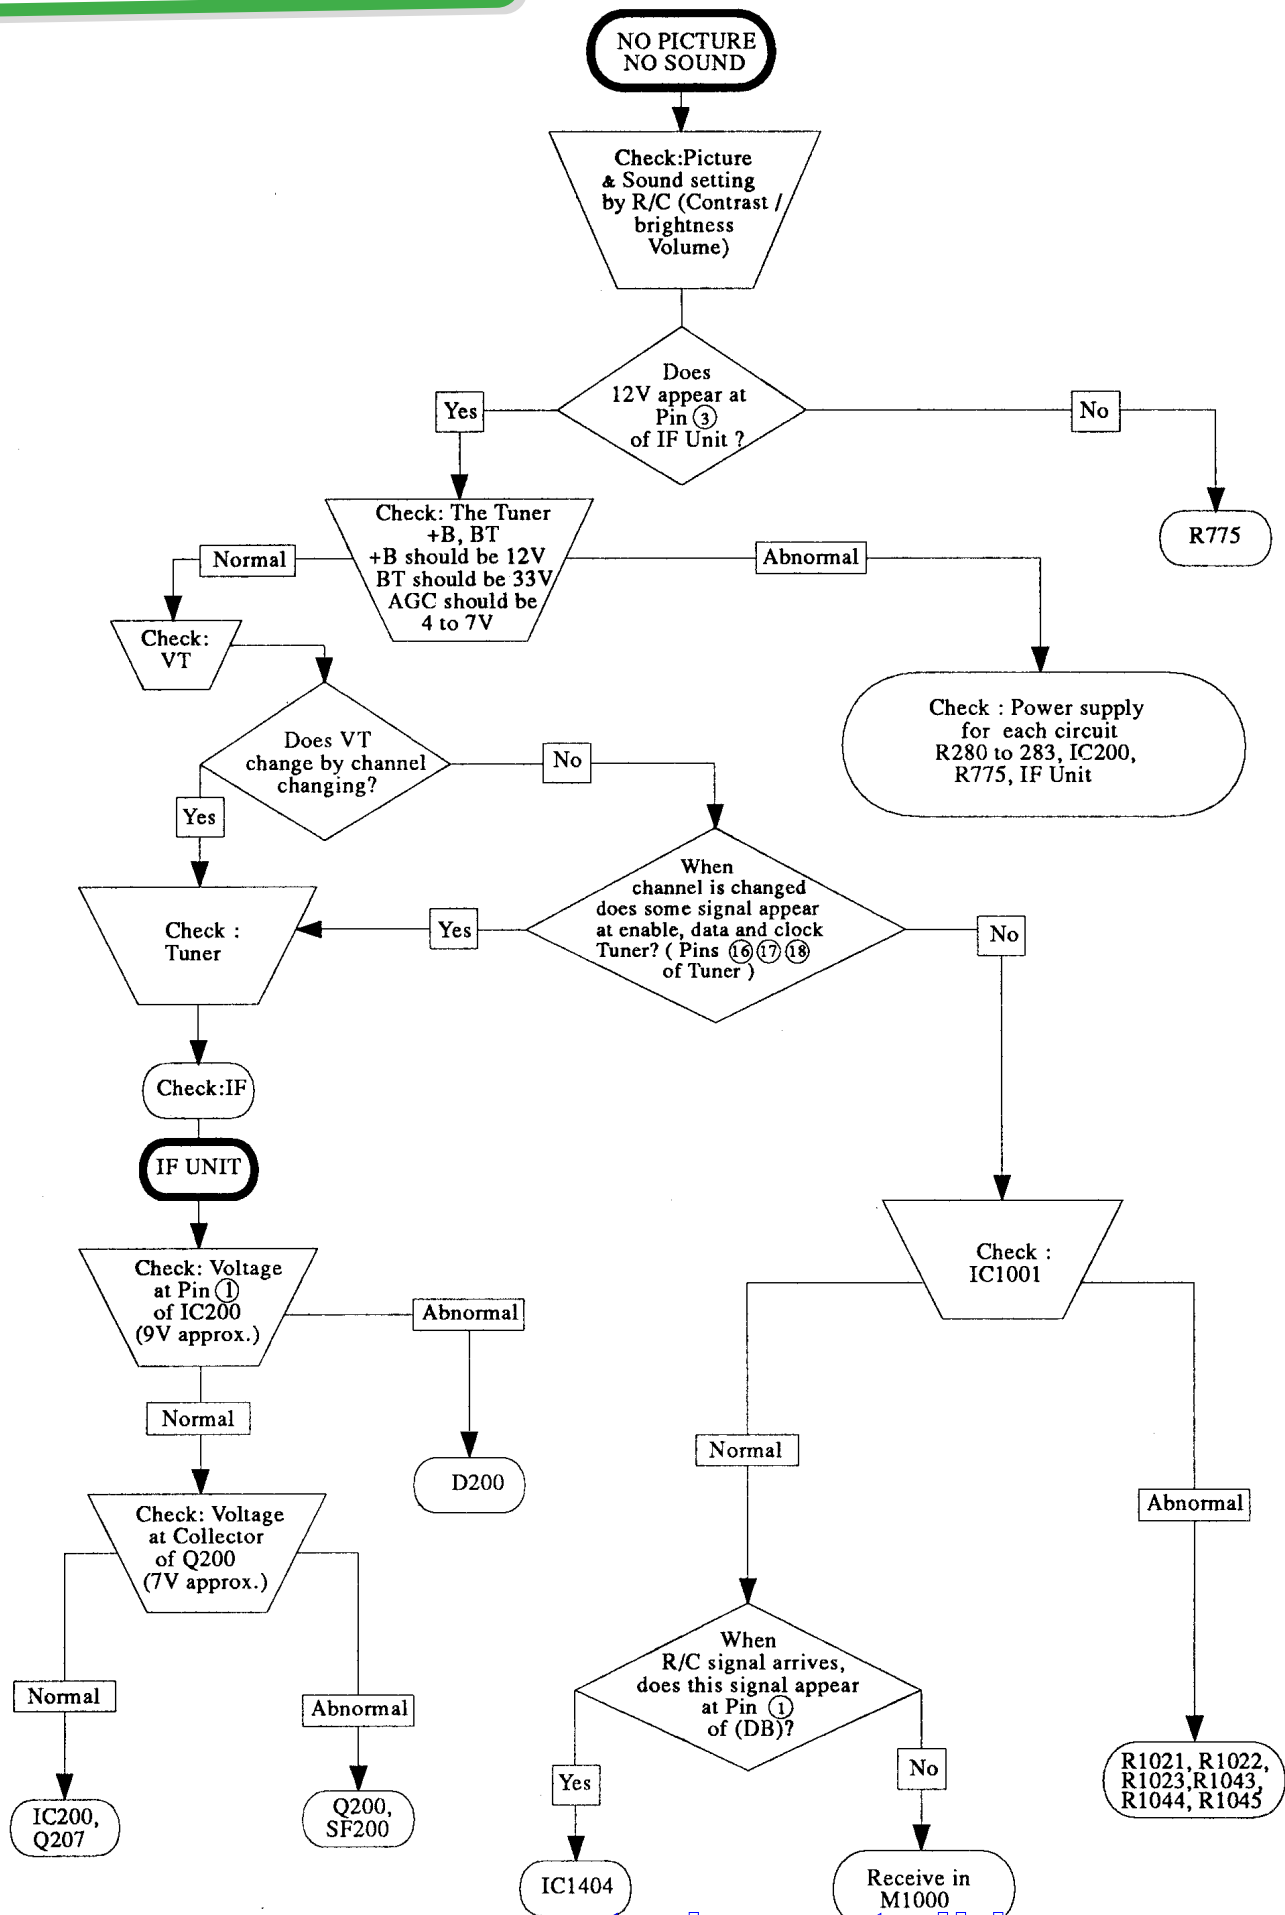 NO PICTURE
NO SOUND
Check:Picture
& Sound setting
by R/C (Contrast /
brightness
Volume)
Does
12V appear at
Pin ③
of IF Unit ?
Yes
No
R775
Check: The Tuner
+B, BT
+B should be 12V
BT should be 33V
AGC should be
4 to 7V
Normal
Abnormal
Check:
VT
Check : Power supply
for each circuit
R280 to 283, IC200,
R775, IF Unit
Does VT
change by channel
changing?
No
Yes
When
channel is changed
does some signal appear
at enable, data and clock
Tuner? ( Pins ⑯ ⑰ ⑱
of Tuner )
Check :
Tuner
Yes
No
Check:IF
IF UNIT
Check: Voltage
at Pin ①
of IC200
(9V approx.)
Abnormal
Normal
D200
Check :
IC1001
Normal
Abnormal
Check: Voltage
at Collector
of Q200
(7V approx.)
Normal
Abnormal
When
R/C signal arrives,
does this signal appear
at Pin ①
of (DB)?
Yes
No
R1021, R1022,
R1023,R1043,
R1044, R1045
IC200,
Q207
Q200,
SF200
IC1404
Receive in
M1000